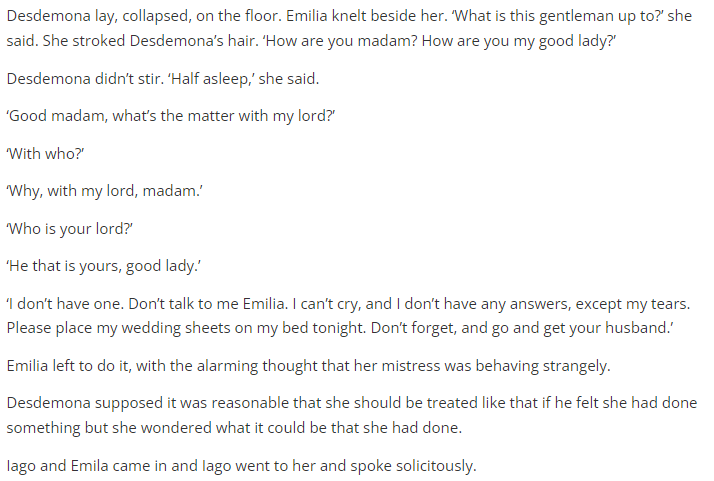 Desdemona lay, collapsed, on the floor. Emilia knelt beside her. ‘What is this gentleman up to?’ she
said. She stroked Desdemona’s hair. ‘How are you madam? How are you my good lady?’
Desdemona didn’t stir. ‘Half asleep,’ she said.
‘Good madam, what’s the matter with my lord?’
‘With who?’
‘Why, with my lord, madam.’
‘Who is your lord?’
‘He that is yours, good lady.’
‘I don’t have one. Don’t talk to me Emilia. I can’t cry, and I don’t have any answers, except my tears.
Please place my wedding sheets on my bed tonight. Don’t forget, and go and get your husband.’
Emilia left to do it, with the alarming thought that her mistress was behaving strangely.
Desdemona supposed it was reasonable that she should be treated like that if he felt she had done
something but she wondered what it could be that she had done.
Iago and Emila came in and Iago went to her and spoke solicitously.